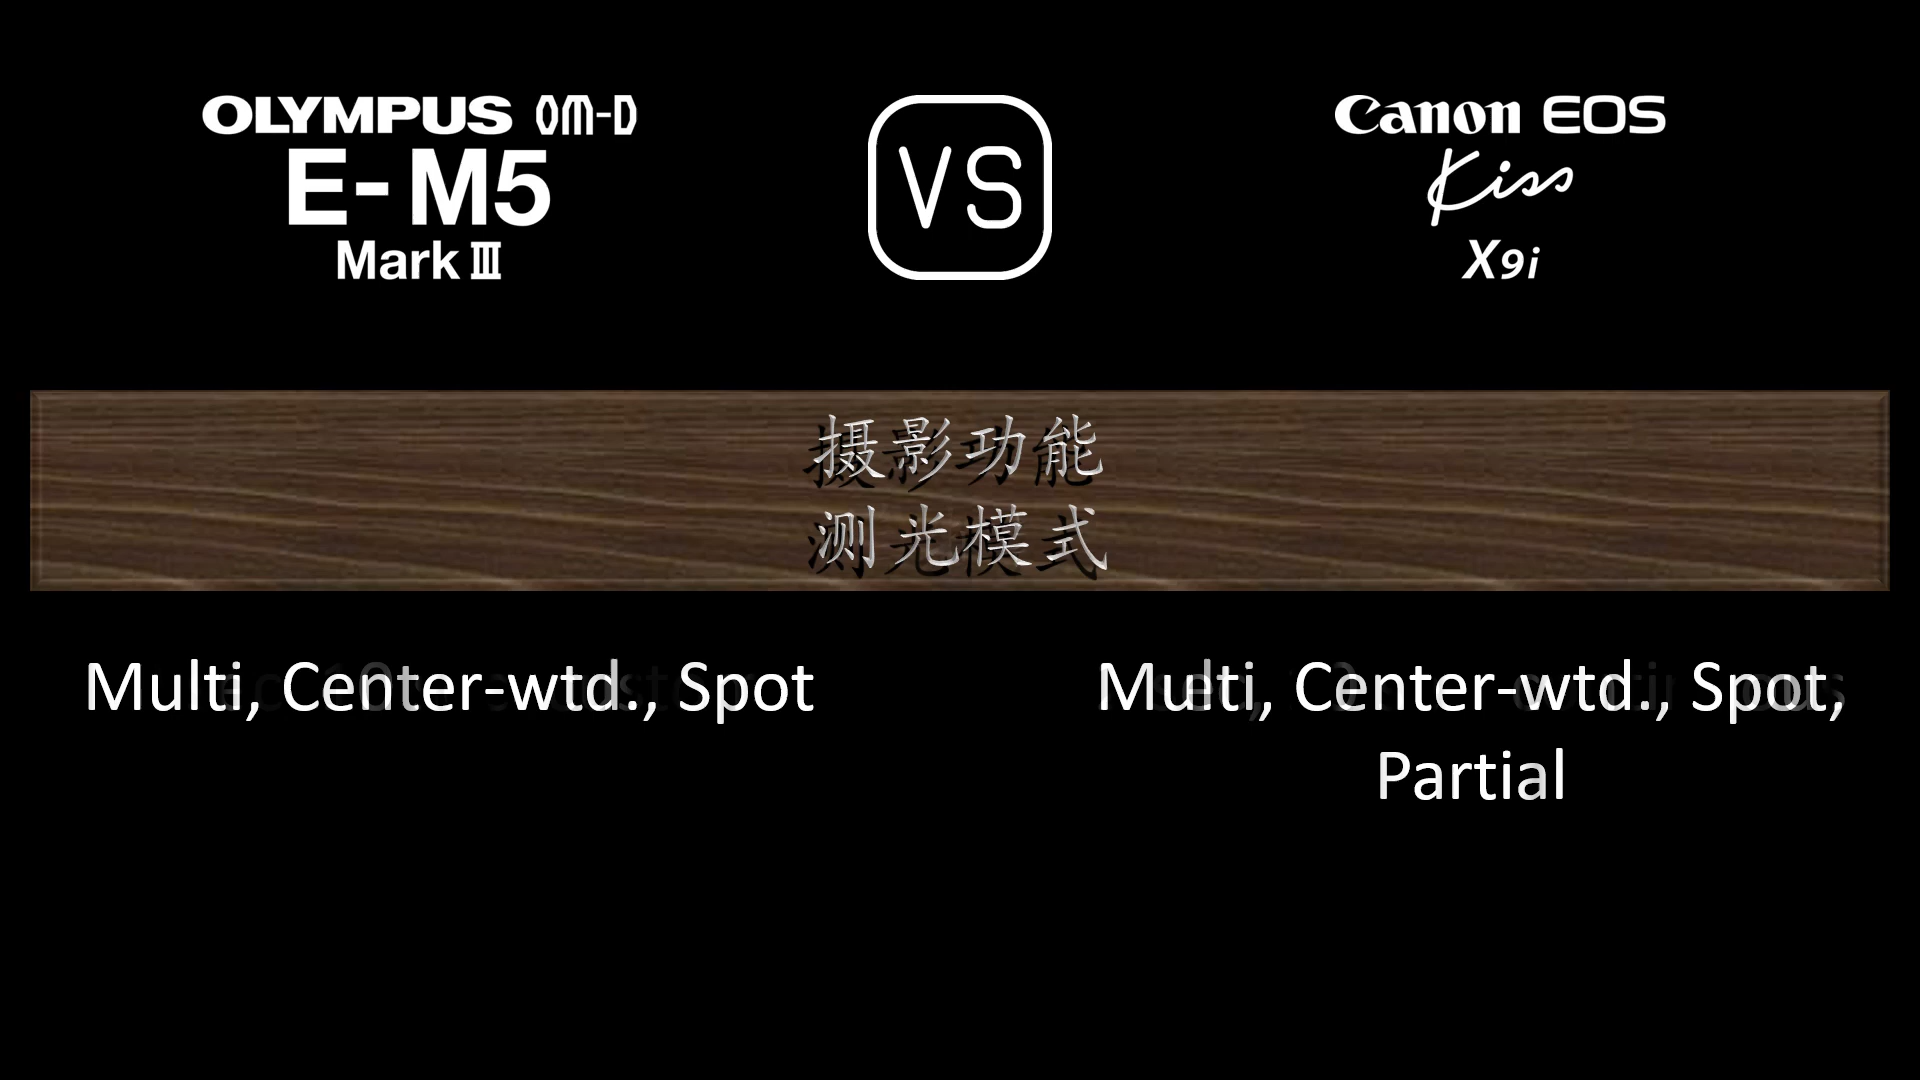 OLYMPUS OM-D
E-M5
Mark III
VS
Canon EOS
Kiss
X9i
摄影功能
测光模式
Multi, Center-wtd., Spot
Multi, Center-wtd., Spot,
Partial